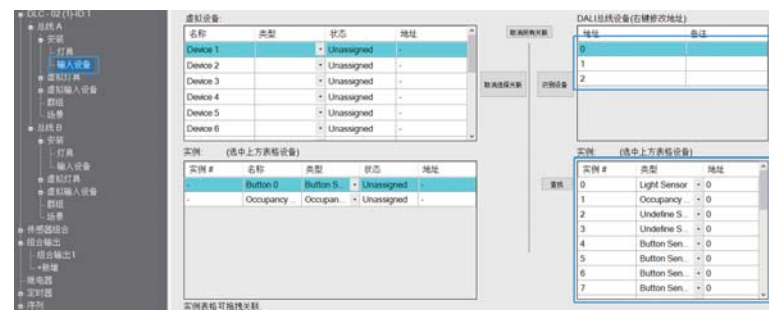 DLC-02 (1)-ID:1
总线 A
安装
灯具
输入设备
虚拟灯具
虚拟输入设备
群组
场景
总线 B
安装
灯具
输入设备
虚拟灯具
虚拟输入设备
群组
场景
传感器组合
组合输出
组合输出1
+新增
继电器
定时器
序列
虚拟设备:
名称 类型 状态 地址
Device 1 Unassigned -
Device 2 Unassigned -
Device 3 Unassigned -
Device 4 Unassigned -
Device 5 Unassigned -
Device 6 Unassigned -
实例: (选中上方表格设备)
实例 # 名称 类型 状态 地址
- Button 0 Button S... Unassigned -
- Occupancy ... Occupan... Unassigned -
实例表格可拖拽关联
取消所有关联
取消选择关联
识别设备
查找
DALI总线设备(右键修改地址)
地址 备注
0
1
2
实例: (选中上方表格设备)
实例 # 类型 地址
0 Light Sensor 0
1 Occupancy ... 0
2 Undefine S... 0
3 Undefine S... 0
4 Button Sen... 0
5 Button Sen... 0
6 Button Sen... 0
7 Button Sen... 0